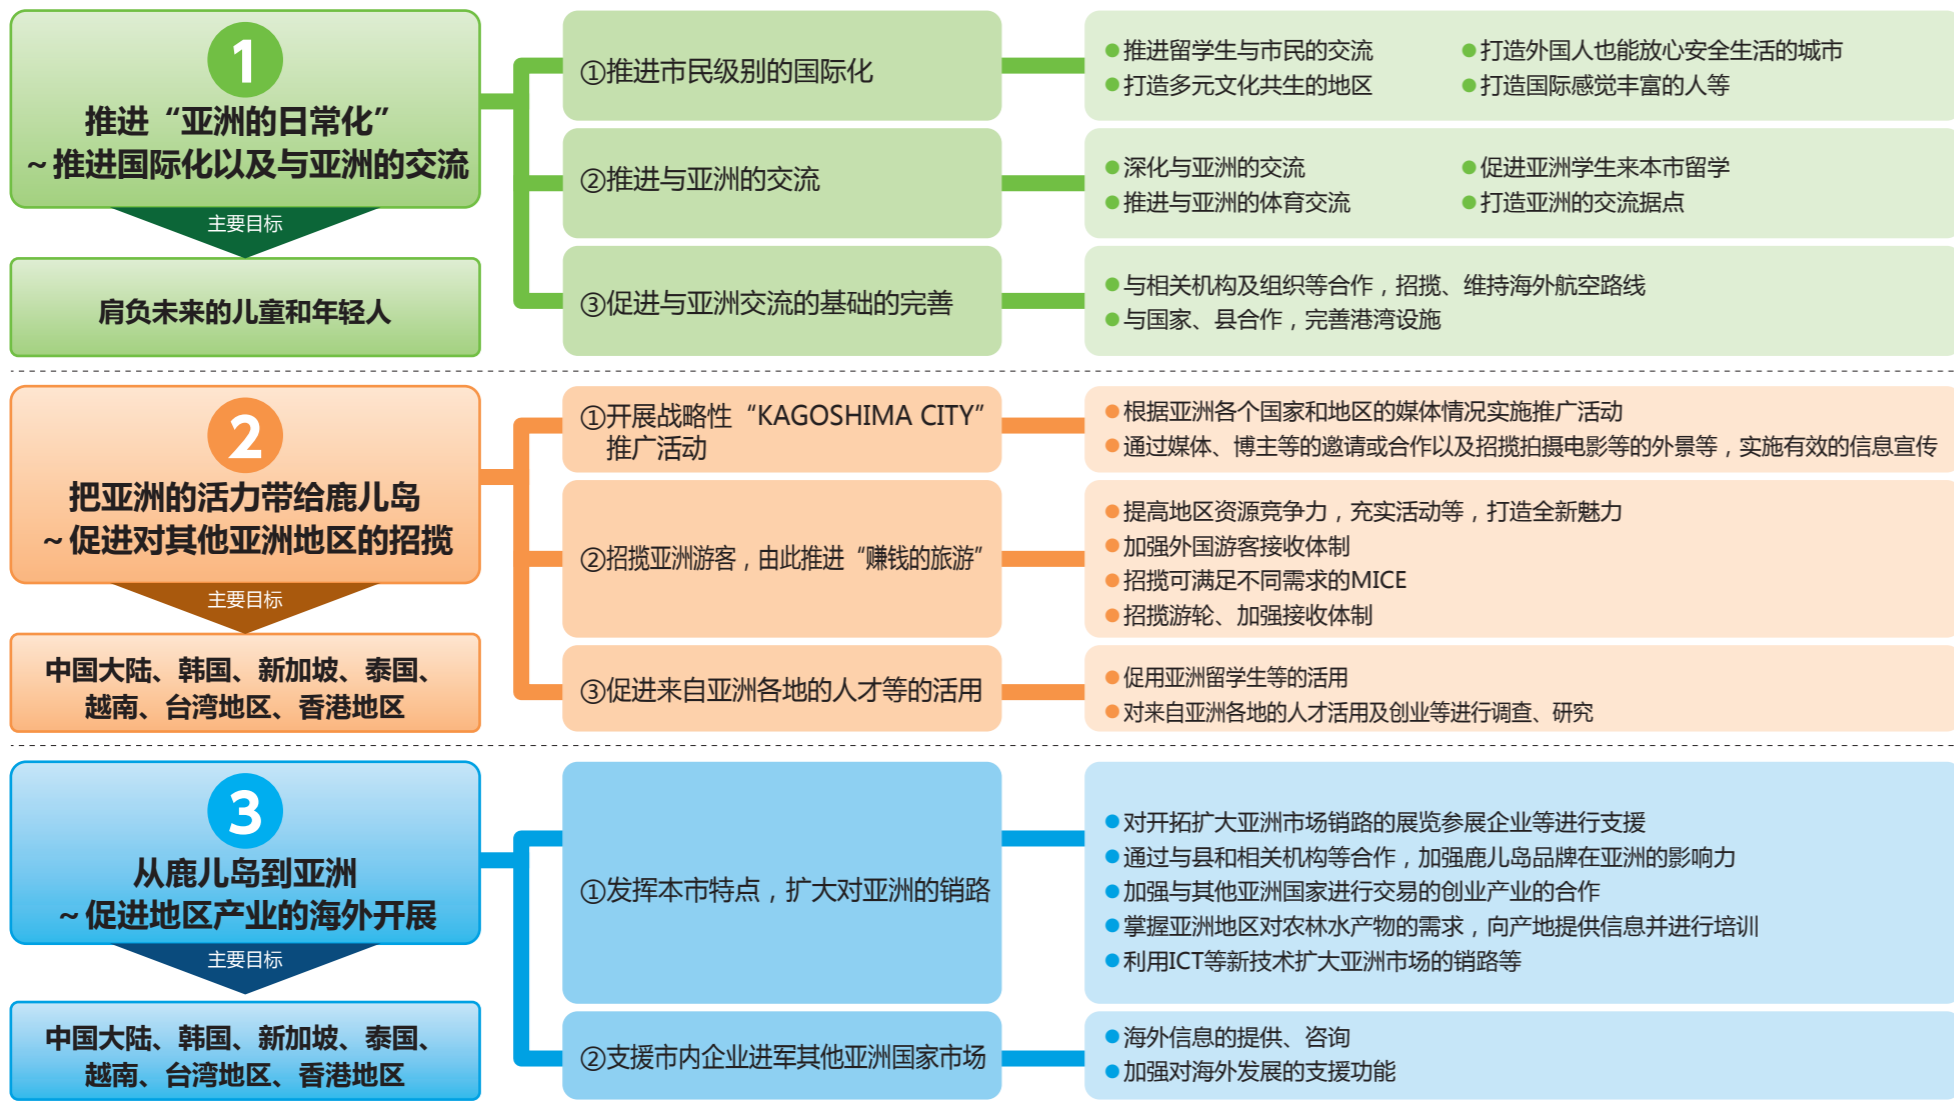 1
推进“亚洲的日常化”
～推进国际化以及与亚洲的交流
主要目标
肩负未来的儿童和年轻人
①推进市民级别的国际化
●推进留学生与市民的交流
●打造外国人也能放心安全生活的城市
●打造多元文化共生的地区
●打造国际感觉丰富的人等
②推进与亚洲的交流
●深化与亚洲的交流
●促进亚洲学生来本市留学
●推进与亚洲的体育交流
●打造亚洲的交流据点
③促进与亚洲交流的基础的完善
●与相关机构及组织等合作，招揽、维持海外航空路线
●与国家、县合作，完善港湾设施
2
把亚洲的活力带给鹿儿岛
～促进对其他亚洲地区的招揽
主要目标
中国大陆、韩国、新加坡、泰国、
越南、台湾地区、香港地区
①开展战略性“KAGOSHIMA CITY”
推广活动
●根据亚洲各个国家和地区的媒体情况实施推广活动
●通过媒体、博主等的邀请或合作以及招揽拍摄电影等的外景等，实施有效的信息宣传
②招揽亚洲游客，由此推进“赚钱的旅游”
●提高地区资源竞争力，充实活动等，打造全新魅力
●加强外国游客接收体制
●招揽可满足不同需求的MICE
●招揽游轮、加强接收体制
③促进来自亚洲各地的人才等的活用
●促用亚洲留学生等的活用
●对来自亚洲各地的人才活用及创业等进行调查、研究
3
从鹿儿岛到亚洲
～促进地区产业的海外开展
主要目标
中国大陆、韩国、新加坡、泰国、
越南、台湾地区、香港地区
①发挥本市特点，扩大对亚洲的销路
●对开拓扩大亚洲市场销路的展览参展企业等进行支援
●通过与县和相关机构等合作，加强鹿儿岛品牌在亚洲的影响力
●加强与其他亚洲国家进行交易的创业产业的合作
●掌握亚洲地区对农林水产物的需求，向产地提供信息并进行培训
●利用ICT等新技术扩大亚洲市场的销路等
②支援市内企业进军其他亚洲国家市场
●海外信息的提供、咨询
●加强对海外发展的支援功能